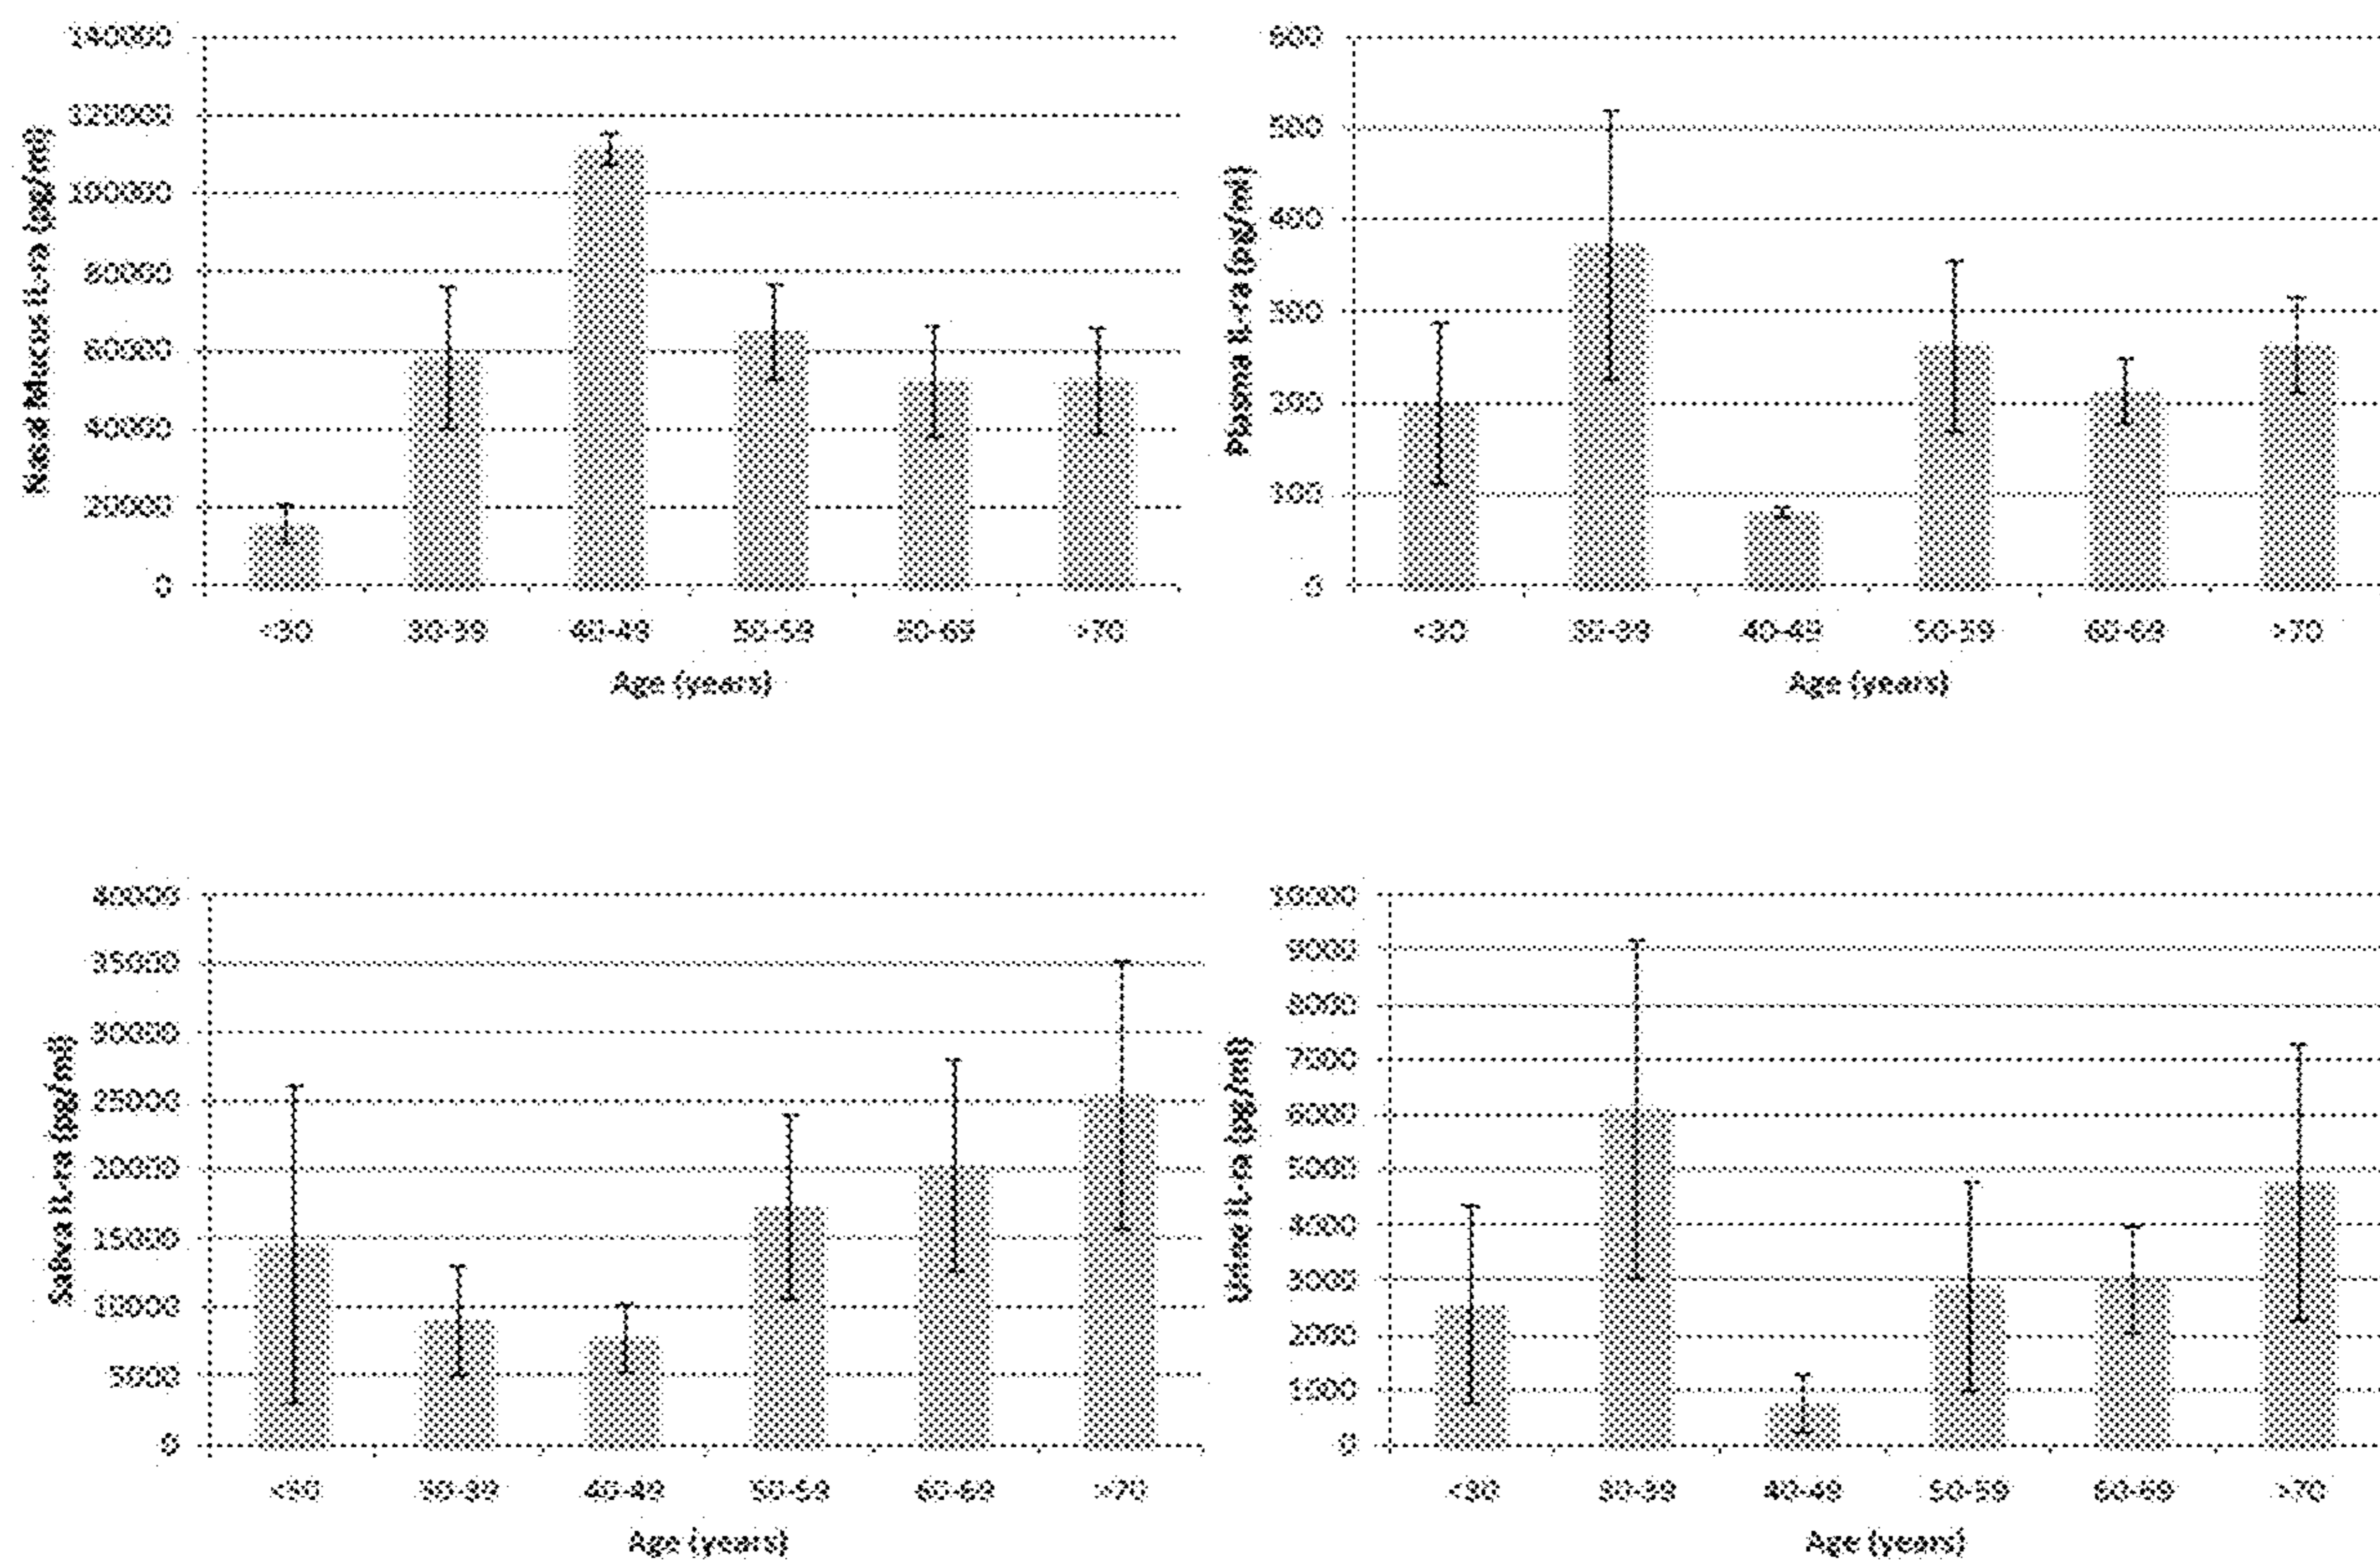 140000
120000
100000
80000
60000
40000
20000
0
Nasal Mucus IL-ra (pg/ml)
<30 30-39 40-49 50-59 60-69 >70
Age (years)
600
500
400
300
200
100
0
Plasma IL-ra (pg/ml)
<30 30-39 40-49 50-59 60-69 >70
Age (years)
40000
35000
30000
25000
20000
15000
10000
5000
0
Saliva IL-ra (pg/ml)
<30 30-39 40-49 50-59 60-69 >70
Age (years)
10000
9000
8000
7000
6000
5000
4000
3000
2000
1000
0
Urine IL-ra (pg/ml)
<30 30-39 40-49 50-59 60-69 >70
Age (years)